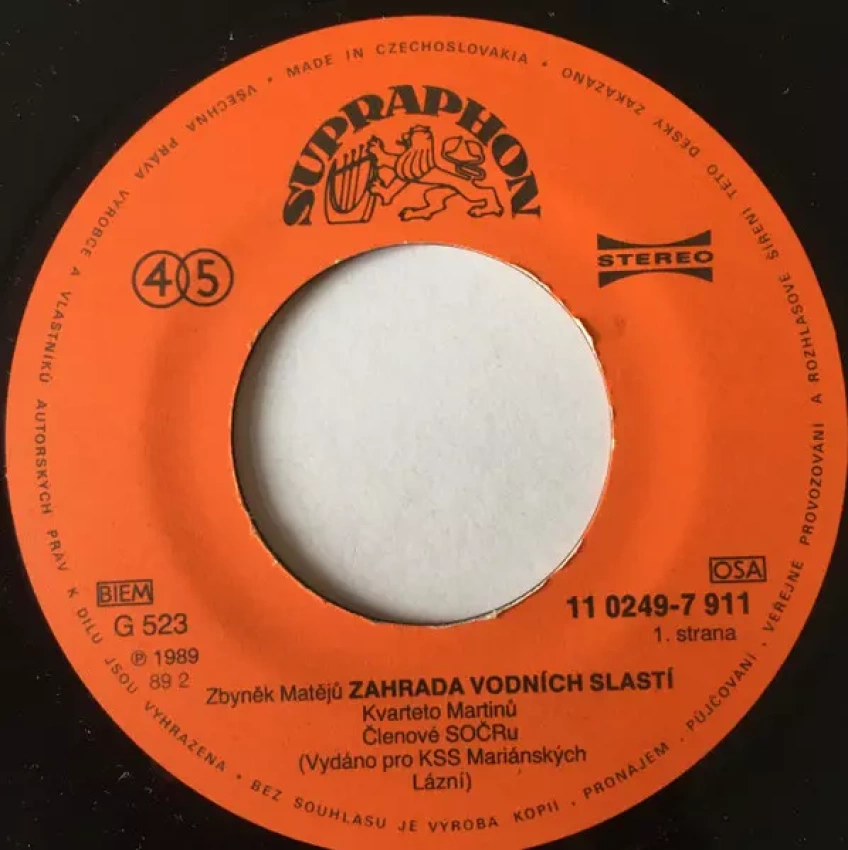 MADE IN CZECHOSLOVAKIA • VŠECHNA PRÁVA VÝROBCE A VLASTNÍKŮ AUTORSKÝCH PRÁV K DÍLU JSOU VYHRAZENA • BEZ SOUHLASU JE VÝROBA KOPIÍ . PRONÁJEM . PŮJČOVÁNÍ . VEŘEJNÉ PROVOZOVÁNÍ A ROZHLASOVÉ ŠÍŘENÍ TÉTO DESKY ZAKÁZÁNO •
SUPRAPHON
45
STEREO
BIEM
OSA
G 523
11 0249-7 911
1. strana
Ⓟ 1989
89 2
Zbyněk Matějů ZAHRADA VODNÍCH SLASTÍ
Kvarteto Martinů
Členové SOČRu
(Vydáno pro KSS Mariánských
Lázní)